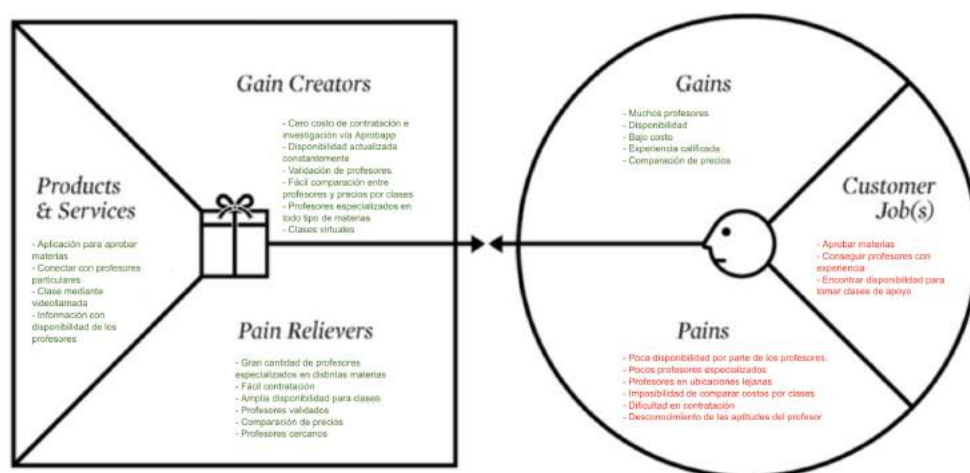 Gain Creators
- Cero costo de contratación e
investigación vía Aprobapp
- Disponibilidad actualizada
constantemente
- Validación de profesores
- Fácil comparación entre
profesores y precios por clases
- Profesores especializados en
todo tipo de materias
- Clases virtuales
Products
& Services
- Aplicación para aprobar
materias
- Conectar con profesores
particulares
- Clase mediante
videollamada
- Información con
disponibilidad de los
profesores
Pain Relievers
- Gran cantidad de profesores
especializados en distintas materias
- Fácil contretación
- Amplia disponibilidad para clases
- Profesores validados
- Comparación de precios
- Profesores cercanos
Gains
- Muchos profesores
- Disponibilidad
- Bajo costo
- Experiencia calificada
- Comparación de precios
Customer
Job(s)
- Aprobar materias
- Conseguir profesores con
experiencia
- Encontrar disponibilidad para
tomar clases de apoyo
Pains
- Poca disponibilidad por parte de los profesores.
- Pocos profesores especializados
- Profesores en ubicaciones lejanas
- Imposibilidad de comparar costos por clases
- Dificultad en contratación
- Desconocimiento de las aptitudes del profesor